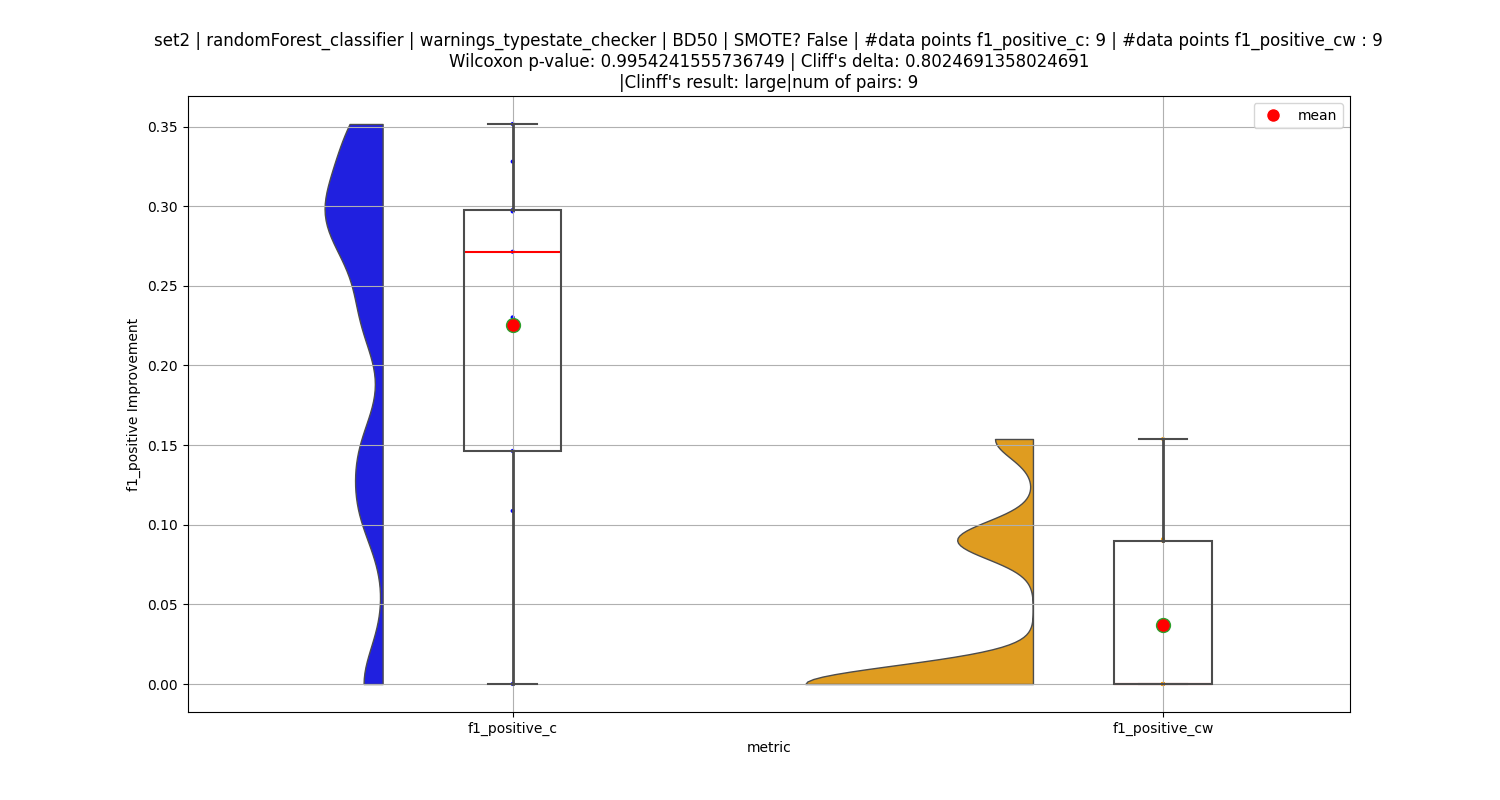 set2 | randomForest_classifier | warnings_typestate_checker | BD50 | SMOTE? False | #data points f1_positive_c: 9 | #data points f1_positive_cw : 9
Wilcoxon p-value: 0.9954241555736749 | Cliff's delta: 0.8024691358024691
|Clinff's result: large|num of pairs: 9
mean
f1_positive Improvement
0.35
0.30
0.25
0.20
0.15
0.10
0.05
0.00
f1_positive_c
f1_positive_cw
metric